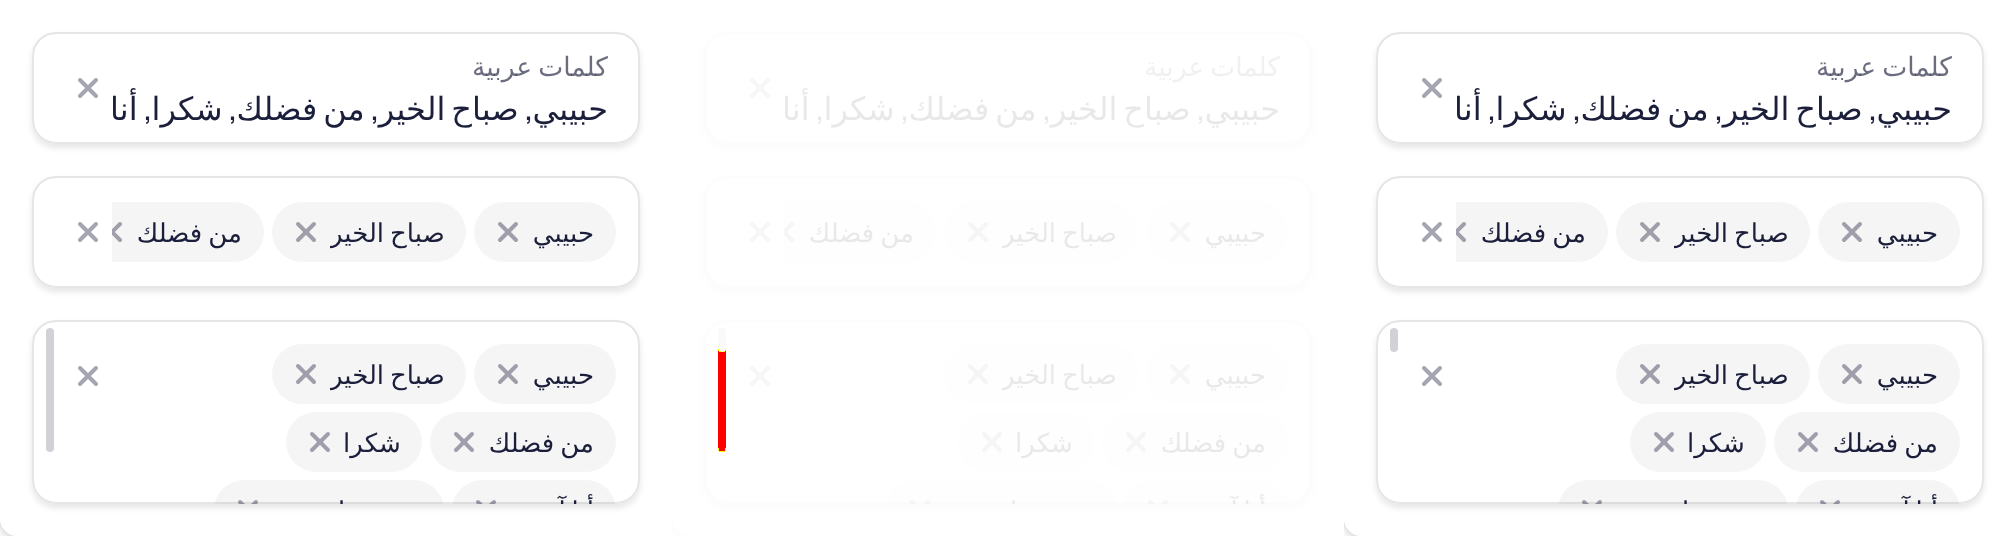 كلمات عربية
حبيبي, صباح الخير, من فضلك, شكرا, أنا
حبيبي صباح الخير من فضلك
حبيبي صباح الخير
من فضلك شكرا
كلمات عربية
حبيبي, صباح الخير, من فضلك, شكرا, أنا
حبيبي صباح الخير من فضلك
حبيبي صباح الخير
من فضلك شكرا
كلمات عربية
حبيبي, صباح الخير, من فضلك, شكرا, أنا
حبيبي صباح الخير من فضلك
حبيبي صباح الخير
من فضلك شكرا